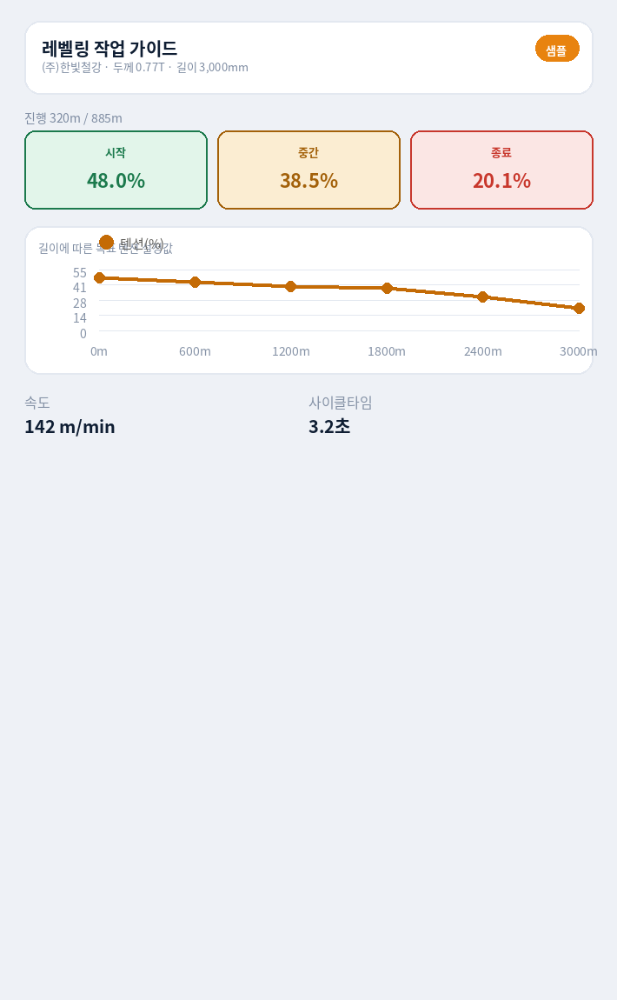 레벨링 작업 가이드
샘플
(주)한빛철강 · 두께 0.77T · 길이 3,000mm
진행 320m / 885m
시작
중간
종료
48.0%
38.5%
20.1%
텐션(%)
길이에 따른 목표 텐션 설정값
55
41
28
14
0
0m 600m 1200m 1800m 2400m 3000m
속도
사이클타임
142 m/min
3.2초